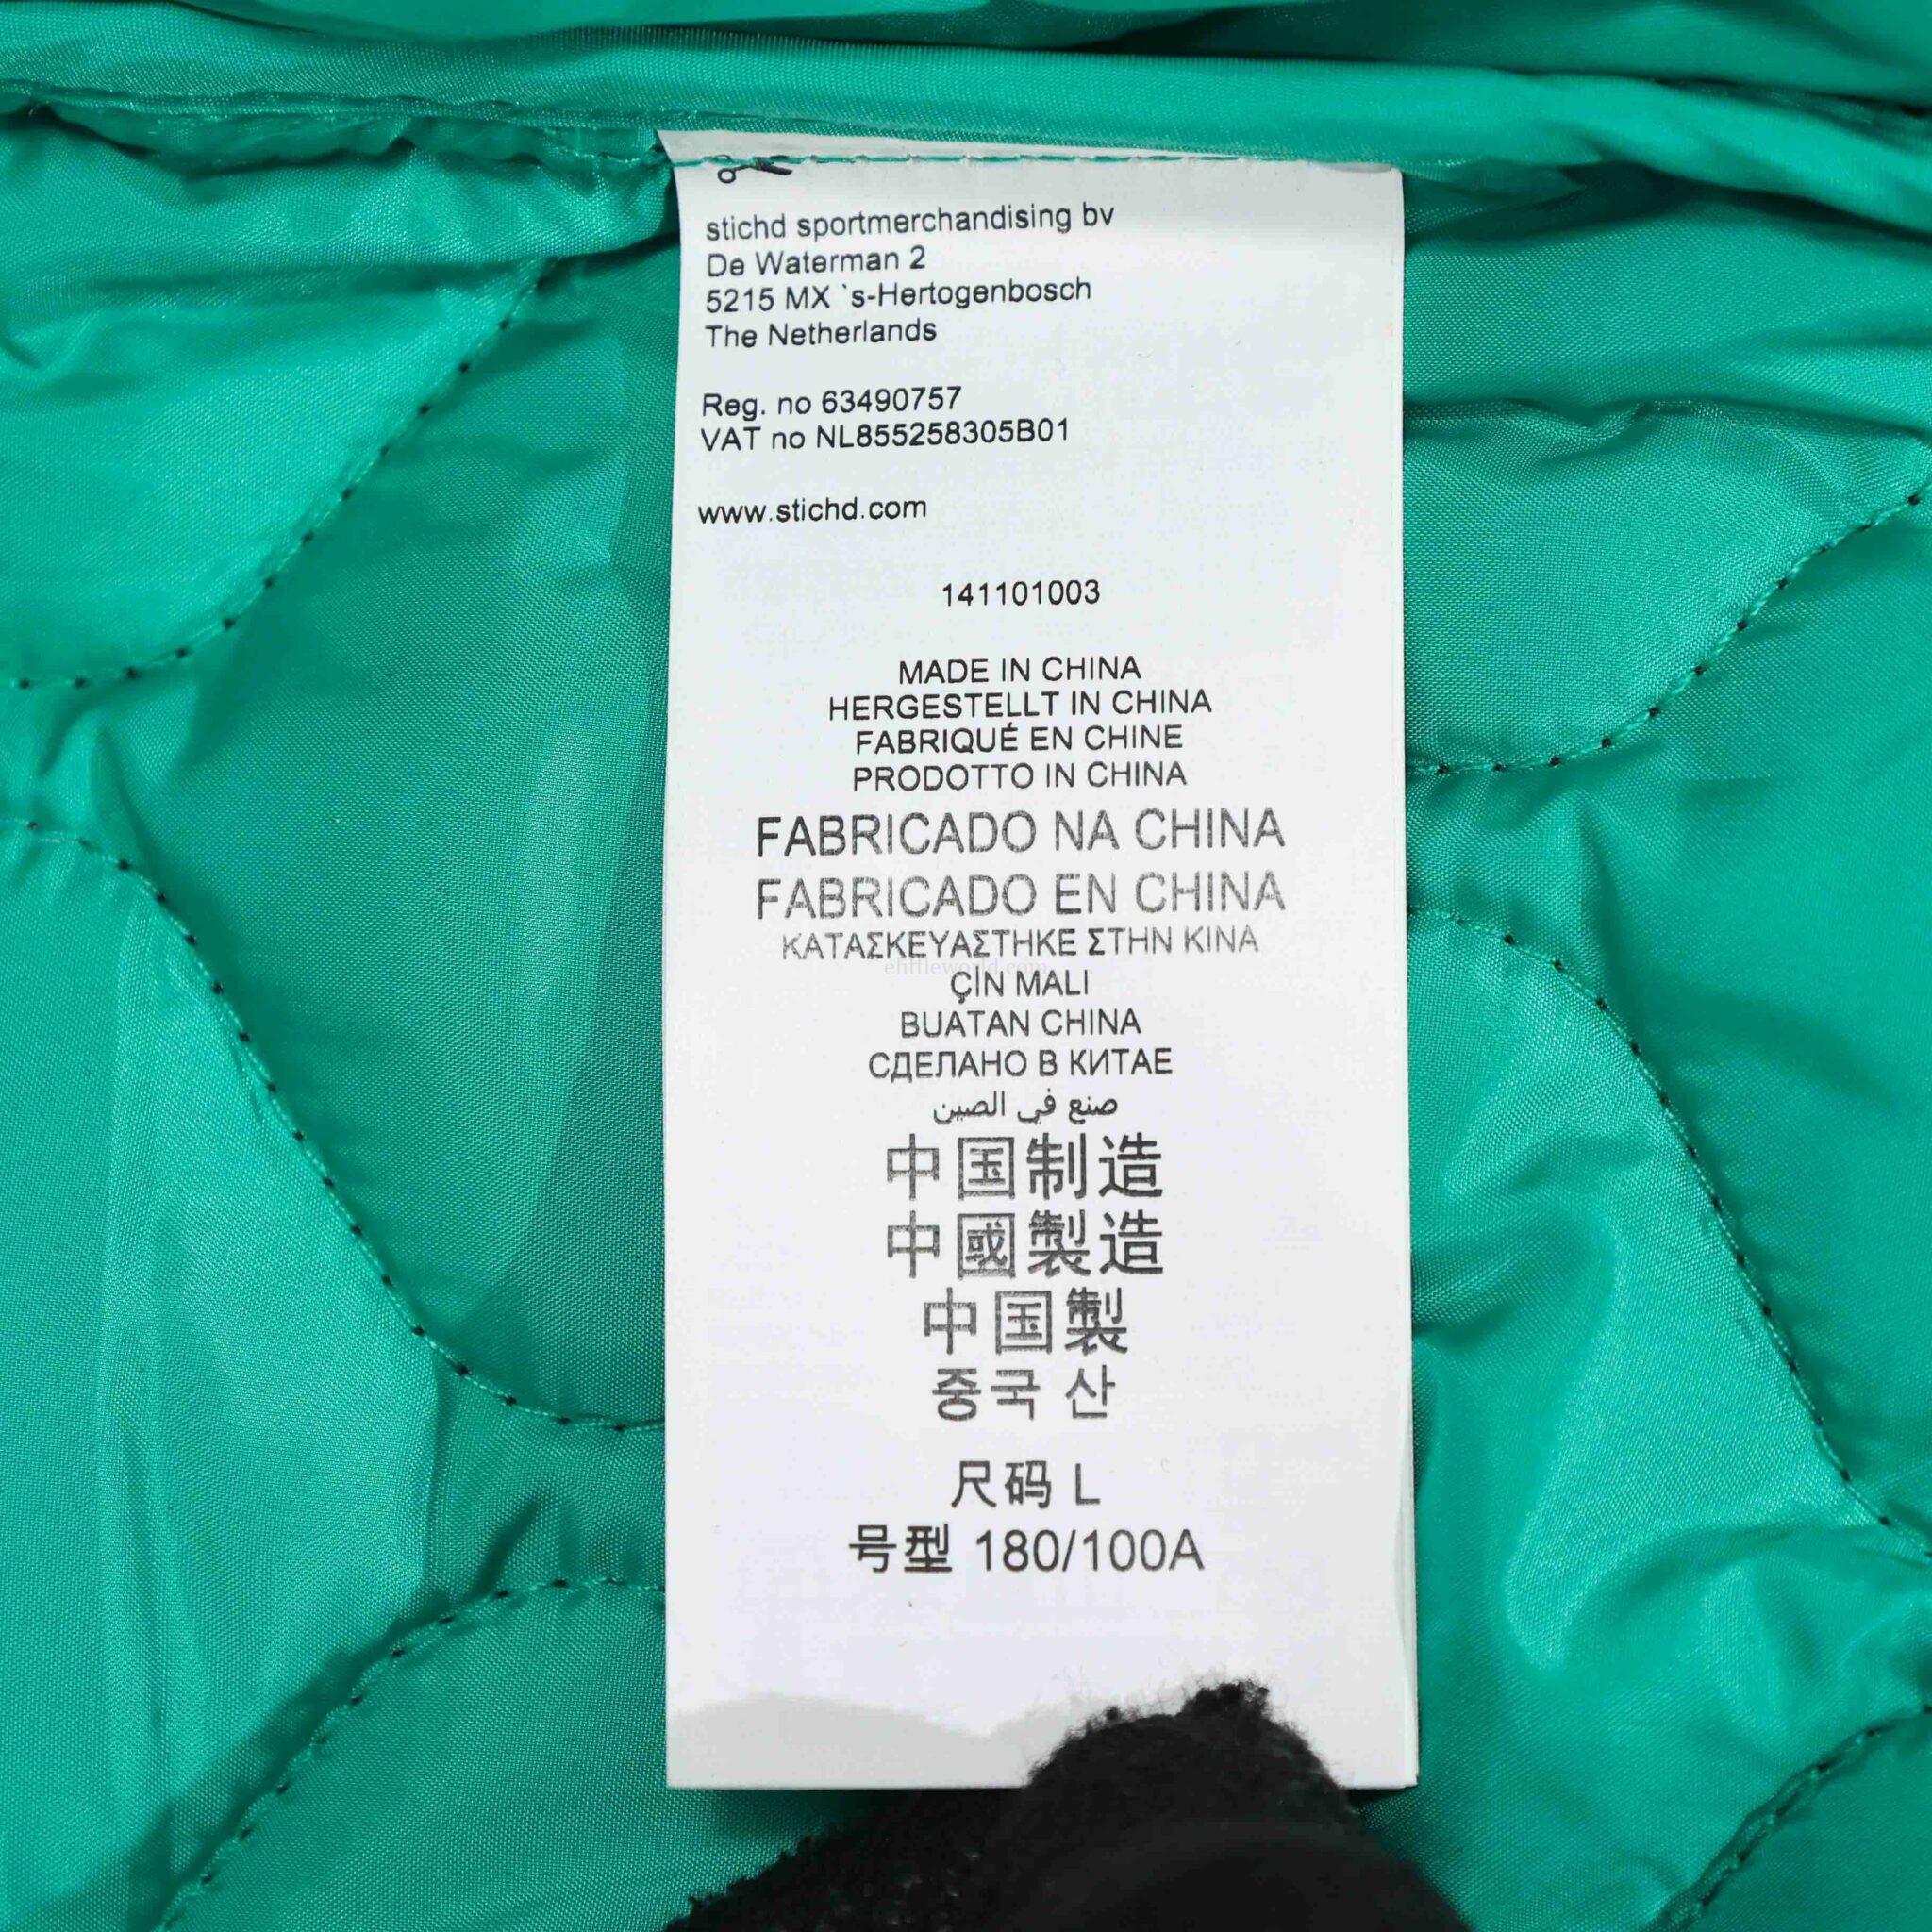 stichd sportmerchandising bv
De Waterman 2
5215 MX `s-Hertogenbosch
The Netherlands
Reg. no 63490757
VAT no NL855258305B01
www.stichd.com
141101003
MADE IN CHINA
HERGESTELLT IN CHINA
FABRIQUÉ EN CHINE
PRODOTTO IN CHINA
FABRICADO NA CHINA
FABRICADO EN CHINA
ΚΑΤΑΣΚΕΥΑΣΤΗΚΕ ΣΤΗΝ ΚΙΝΑ
ÇİN MALI
BUATAN CHINA
СДЕЛАНО В КИТАЕ
صنع في الصين
中国制造
中國製造
中国製
중국 산
尺码 L
号型 180/100A